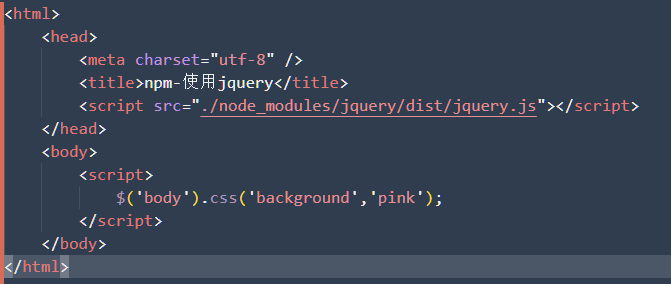 <html>
<head>
<meta charset="utf-8" />
<title>npm-使用jquery</title>
<script src="./node_modules/jquery/dist/jquery.js"></script>
</head>
<body>
<script>
$('body').css('background','pink');
</script>
</body>
</html>